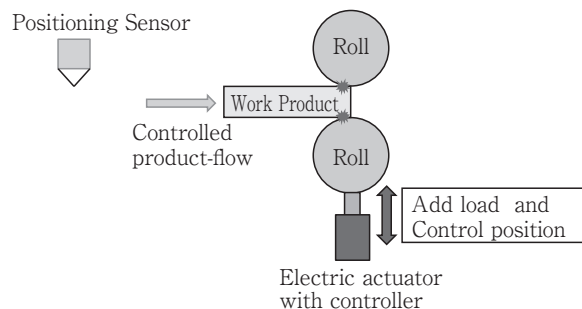 Positioning Sensor
Roll
Work Product
Controlled
product-flow
Roll
Add load and
Control position
Electric actuator
with controller